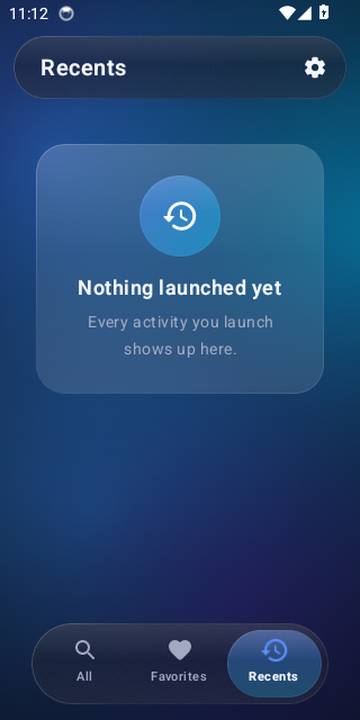 11:12
Recents
Nothing launched yet
Every activity you launch
shows up here.
All
Favorites
Recents